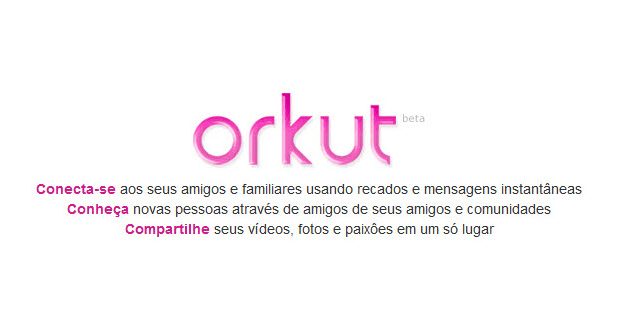 orkut beta
Conecta-se aos seus amigos e familiares usando recados e mensagens instantâneas
Conheça novas pessoas através de amigos de seus amigos e comunidades
Compartilhe seus vídeos, fotos e paixões em um só lugar